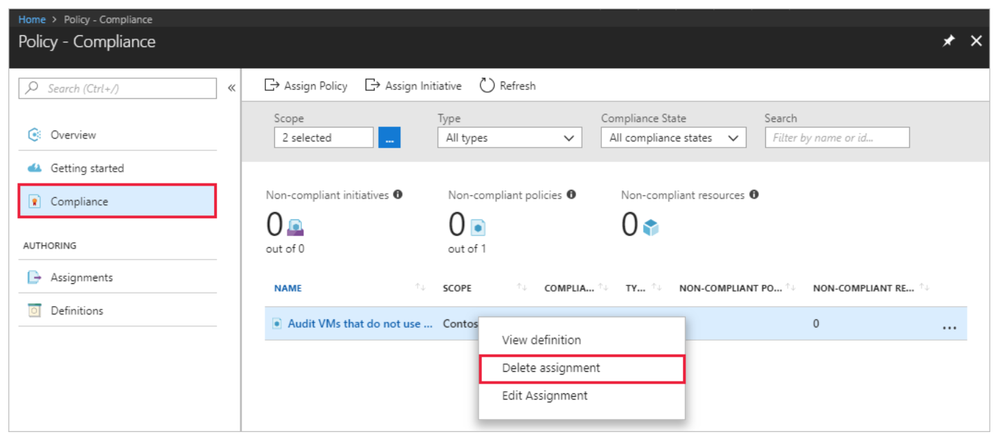 Home > Policy - Compliance
Policy - Compliance
Search (Ctrl+/)
Overview
Getting started
Compliance
AUTHORING
Assignments
Definitions
Assign Policy Assign Initiative Refresh
Scope Type Compliance State Search
2 selected ... All types All compliance states Filter by name or id...
Non-compliant initiatives Non-compliant policies Non-compliant resources
0 0 0
out of 0 out of 1
NAME SCOPE COMPLIA... TY... NON-COMPLIANT PO... NON-COMPLIANT RE...
Audit VMs that do not use ... Contos 0 ...
View definition
Delete assignment
Edit Assignment